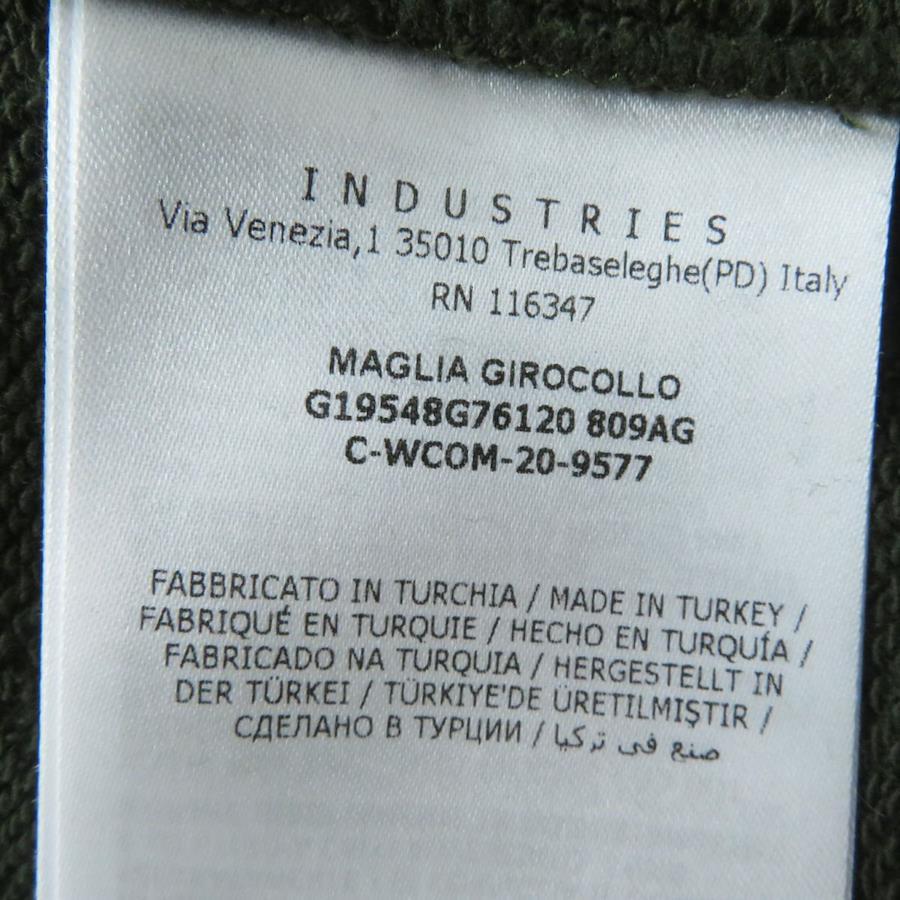 INDUSTRIES
Via Venezia,1 35010 Trebaseleghe(PD) Italy
RN 116347
MAGLIA GIROCOLLO
G19548G76120 809AG
C-WCOM-20-9577
FABBRICATO IN TURCHIA / MADE IN TURKEY /
FABRIQUÉ EN TURQUIE / HECHO EN TURQUÍA /
FABRICADO NA TURQUIA / HERGESTELLT IN
DER TÜRKEI / TÜRKIYE'DE ÜRETILMIŞTIR /
СДЕЛАНО В ТУРЦИИ / صنع في تركيا